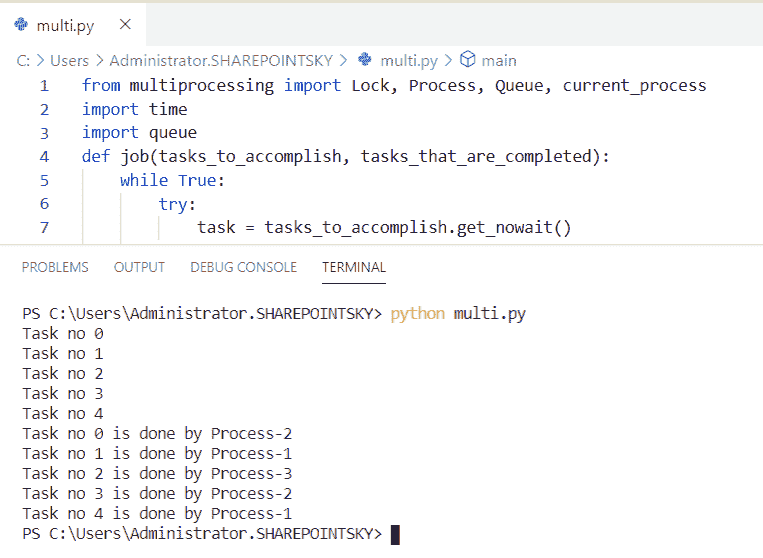 multi.py
C: > Users > Administrator.SHAREPOINTSKY > multi.py > main
1 from multiprocessing import Lock, Process, Queue, current_process
2 import time
3 import queue
4 def job(tasks_to_accomplish, tasks_that_are_completed):
5     while True:
6         try:
7             task = tasks_to_accomplish.get_nowait()
PROBLEMS OUTPUT DEBUG CONSOLE TERMINAL
PS C:\Users\Administrator.SHAREPOINTSKY> python multi.py
Task no 0
Task no 1
Task no 2
Task no 3
Task no 4
Task no 0 is done by Process-2
Task no 1 is done by Process-1
Task no 2 is done by Process-3
Task no 3 is done by Process-2
Task no 4 is done by Process-1
PS C:\Users\Administrator.SHAREPOINTSKY>